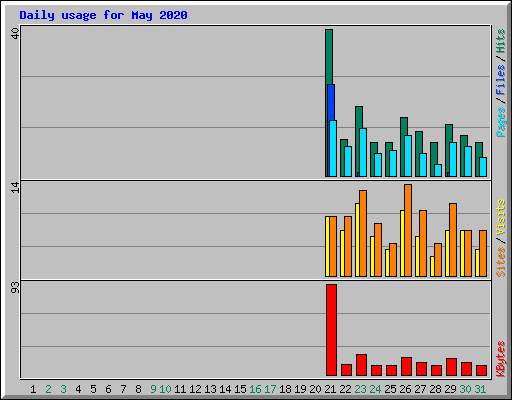 Daily usage for May 2020
40
14
93
Pages / Files / Hits
Sites / Visits
KBytes
1 2 3 4 5 6 7 8 9 10 11 12 13 14 15 16 17 18 19 20 21 22 23 24 25 26 27 28 29 30 31